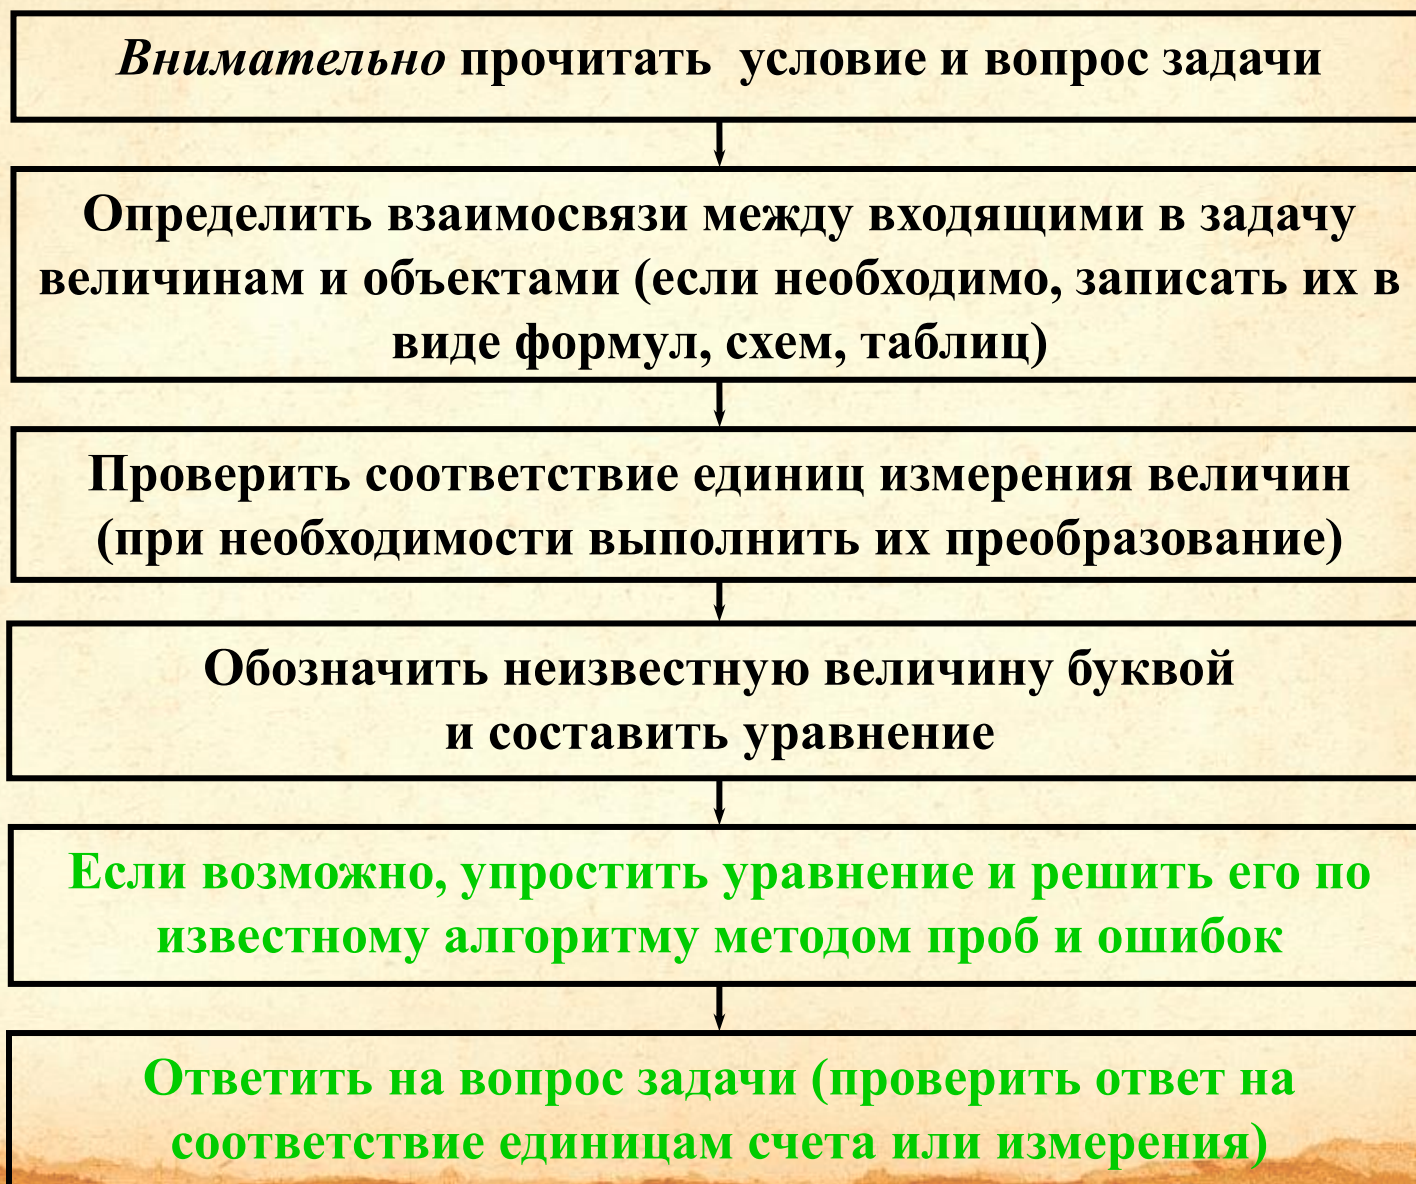 Внимательно прочитать условие и вопрос задачи
Определить взаимосвязи между входящими в задачу
величинам и объектами (если необходимо, записать их в
виде формул, схем, таблиц)
Проверить соответствие единиц измерения величин
(при необходимости выполнить их преобразование)
Обозначить неизвестную величину буквой
и составить уравнение
Если возможно, упростить уравнение и решить его по
известному алгоритму методом проб и ошибок
Ответить на вопрос задачи (проверить ответ на
соответствие единицам счета или измерения)